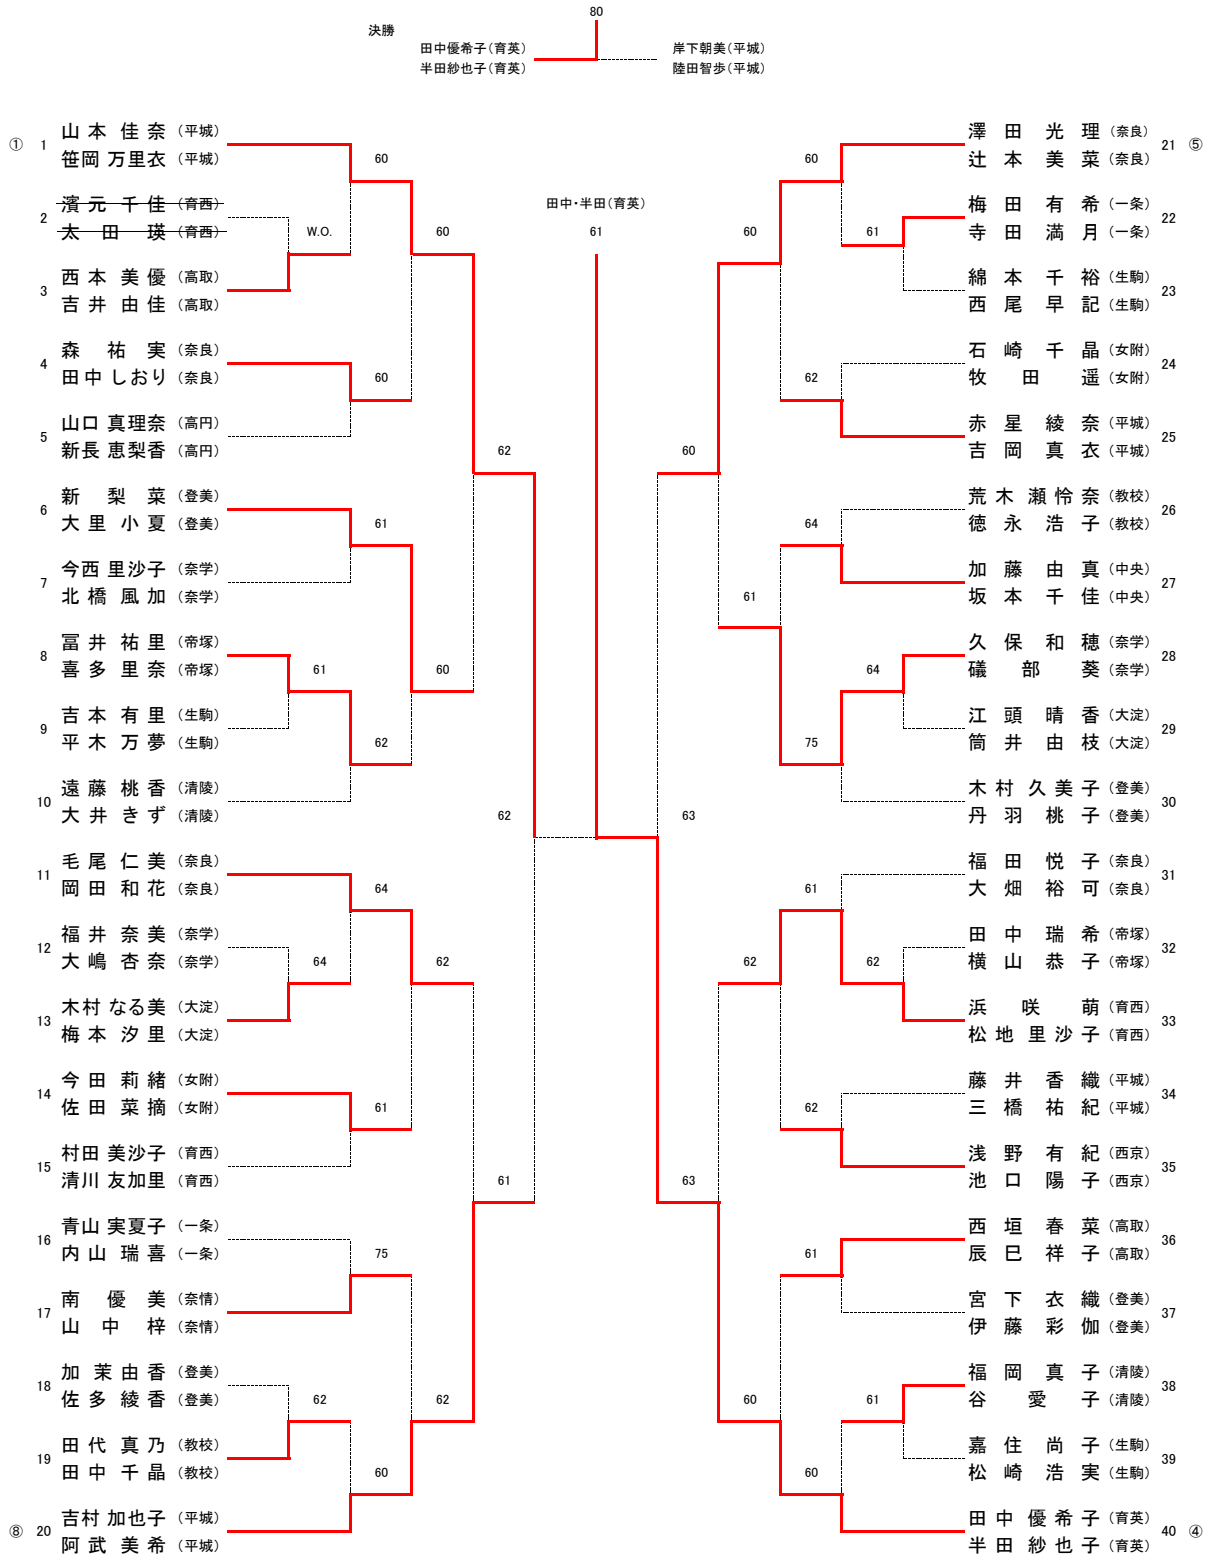 80
決勝
田中優希子(育英) 岸下朝美(平城)
半田紗也子(育英) 陸田智歩(平城)
田中・半田(育英)
61
① 1 山本佳奈 (平城)
笹岡万里衣 (平城)
60
2 濱元千佳 (育西)
太田瑛 (育西)
W.O.
60
3 西本美優 (高取)
吉井由佳 (高取)
4 森祐実 (奈良)
田中しおり (奈良)
60
5 山口真理奈 (高円)
新長恵梨香 (高円)
62
6 新梨菜 (登美)
大里小夏 (登美)
61
7 今西里沙子 (奈学)
北橋風加 (奈学)
8 冨井祐里 (帝塚)
喜多里奈 (帝塚)
61
60
9 吉本有里 (生駒)
平木万夢 (生駒)
62
10 遠藤桃香 (清陵)
大井きず (清陵)
62
11 毛尾仁美 (奈良)
岡田和花 (奈良)
64
12 福井奈美 (奈学)
大嶋杏奈 (奈学)
64
62
13 木村なる美 (大淀)
梅本汐里 (大淀)
14 今田莉緒 (女附)
佐田菜摘 (女附)
61
15 村田美沙子 (育西)
清川友加里 (育西)
61
16 青山実夏子 (一条)
内山瑞喜 (一条)
75
17 南優美 (奈情)
山中梓 (奈情)
18 加茉由香 (登美)
佐多綾香 (登美)
62
62
19 田代真乃 (教校)
田中千晶 (教校)
60
⑧ 20 吉村加也子 (平城)
阿武美希 (平城)
澤田光理 (奈良) 21 ⑤
辻本美菜 (奈良)
60
梅田有希 (一条) 22
寺田満月 (一条)
60
61
綿本千裕 (生駒) 23
西尾早記 (生駒)
石崎千晶 (女附) 24
牧田遥 (女附)
62
赤星綾奈 (平城) 25
吉岡真衣 (平城)
60
荒木瀬怜奈 (教校) 26
徳永浩子 (教校)
64
加藤由真 (中央) 27
坂本千佳 (中央)
61
久保和穂 (奈学) 28
礒部葵 (奈学)
64
江頭晴香 (大淀) 29
筒井由枝 (大淀)
75
木村久美子 (登美) 30
丹羽桃子 (登美)
63
福田悦子 (奈良) 31
大畑裕可 (奈良)
61
田中瑞希 (帝塚) 32
横山恭子 (帝塚)
62
62
浜咲萌 (育西) 33
松地里沙子 (育西)
藤井香織 (平城) 34
三橋祐紀 (平城)
62
浅野有紀 (西京) 35
池口陽子 (西京)
63
西垣春菜 (高取) 36
辰巳祥子 (高取)
61
宮下衣織 (登美) 37
伊藤彩伽 (登美)
福岡真子 (清陵) 38
谷愛子 (清陵)
60
61
嘉住尚子 (生駒) 39
松崎浩実 (生駒)
60
田中優希子 (育英) 40 ④
半田紗也子 (育英)